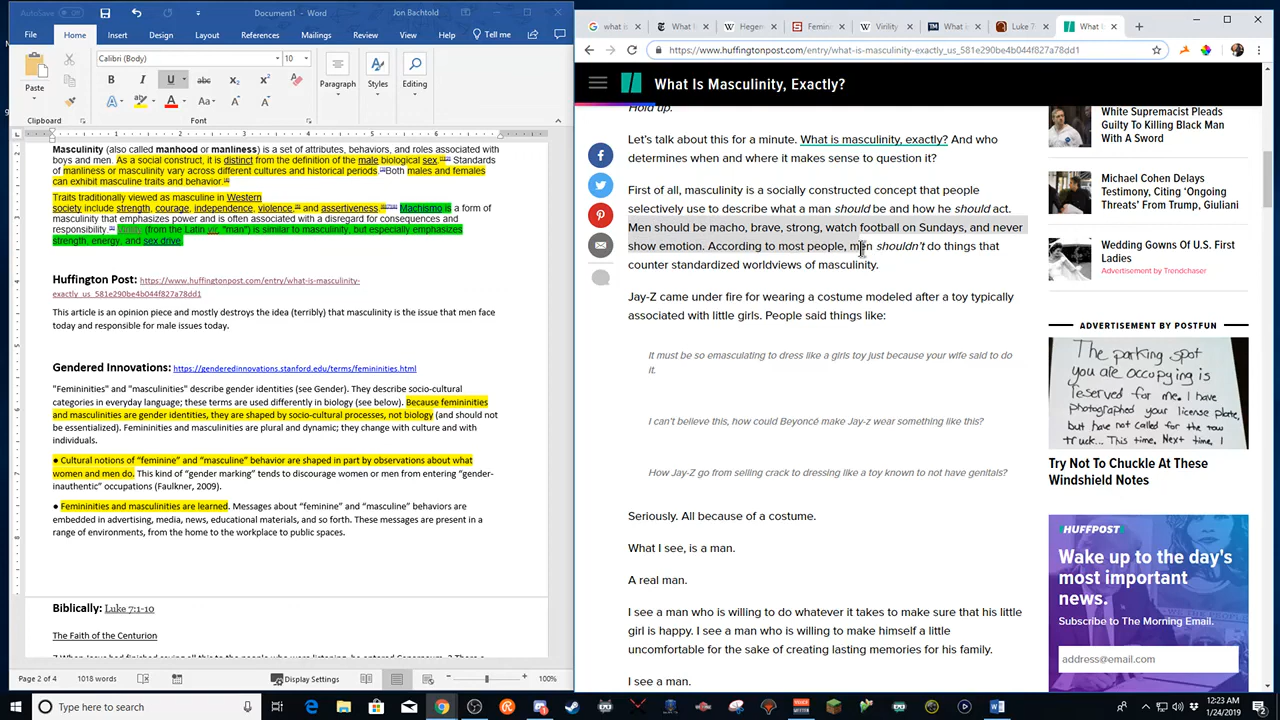 AutoSave Off Document1 - Word Jon Bachtold
File Home Insert Design Layout References Mailings Review View Help Tell me
Calibri (Body) 10
Paste B I U abc x₂ x² Paragraph Styles Editing
A A Aa A A
Clipboard Font
Masculinity (also called manhood or manliness) is a set of attributes, behaviors, and roles associated with
boys and men. As a social construct, it is distinct from the definition of the male biological sex. Standards
of manliness or masculinity vary across different cultures and historical periods. Both males and females
can exhibit masculine traits and behavior.
Traits traditionally viewed as masculine in Western
society include strength, courage, independence, violence, and assertiveness. Machismo is a form of
masculinity that emphasizes power and is often associated with a disregard for consequences and
responsibility. Virility (from the Latin vir, "man") is similar to masculinity, but especially emphasizes
strength, energy, and sex drive.
Huffington Post: https://www.huffingtonpost.com/entry/what-is-masculinity-
exactly_us_581e290be4b044f827a78dd1
This article is an opinion piece and mostly destroys the idea (terribly) that masculinity is the issue that men face
today and responsible for male issues today.
Gendered Innovations: https://genderedinnovations.stanford.edu/terms/femininities.html
"Femininities" and "masculinities" describe gender identities (see Gender). They describe socio-cultural
categories in everyday language; these terms are used differently in biology (see below). Because femininities
and masculinities are gender identities, they are shaped by socio-cultural processes, not biology (and should not
be essentialized). Femininities and masculinities are plural and dynamic; they change with culture and with
individuals.
● Cultural notions of "feminine" and "masculine" behavior are shaped in part by observations about what
women and men do. This kind of "gender marking" tends to discourage women or men from entering "gender-
inauthentic" occupations (Faulkner, 2009).
● Femininities and masculinities are learned. Messages about "feminine" and "masculine" behaviors are
embedded in advertising, media, news, educational materials, and so forth. These messages are present in a
range of environments, from the home to the workplace to public spaces.
Biblically: Luke 7:1-10
The Faith of the Centurion
Page 2 of 4 1018 words Display Settings 100%
what is What I Hegem Femin Virility What i Luke 7 What I
https://www.huffingtonpost.com/entry/what-is-masculinity-exactly_us_581e290be4b044f827a78dd1
What Is Masculinity, Exactly?
Hold up.
Let's talk about this for a minute. What is masculinity, exactly? And who
determines when and where it makes sense to question it?
First of all, masculinity is a socially constructed concept that people
selectively use to describe what a man should be and how he should act.
Men should be macho, brave, strong, watch football on Sundays, and never
show emotion. According to most people, men shouldn't do things that
counter standardized worldviews of masculinity.
Jay-Z came under fire for wearing a costume modeled after a toy typically
associated with little girls. People said things like:
It must be so emasculating to dress like a girls toy just because your wife said to do
it.
I can't believe this, how could Beyoncé make Jay-z wear something like this?
How Jay-Z go from selling crack to dressing like a toy known to not have genitals?
Seriously. All because of a costume.
What I see, is a man.
A real man.
I see a man who is willing to do whatever it takes to make sure that his little
girl is happy. I see a man who is willing to make himself a little
uncomfortable for the sake of creating lasting memories for his family.
I see a man.
White Supremacist Pleads
Guilty To Killing Black Man
With A Sword
Michael Cohen Delays
Testimony, Citing 'Ongoing
Threats' From Trump, Giuliani
Wedding Gowns Of U.S. First
Ladies
Advertisement by Trendchaser
ADVERTISEMENT BY POSTFUN
The parking spot
you are occupying is
reserved for me. I have
photographed your license plate,
but have not called for the tow
truck... This time. Next time, I
Try Not To Chuckle At These
Windshield Notes
HUFFPOST
Wake up to the day's
most important
news.
Subscribe to The Morning Email.
address@email.com
Type here to search
12:23 AM
1/24/2019